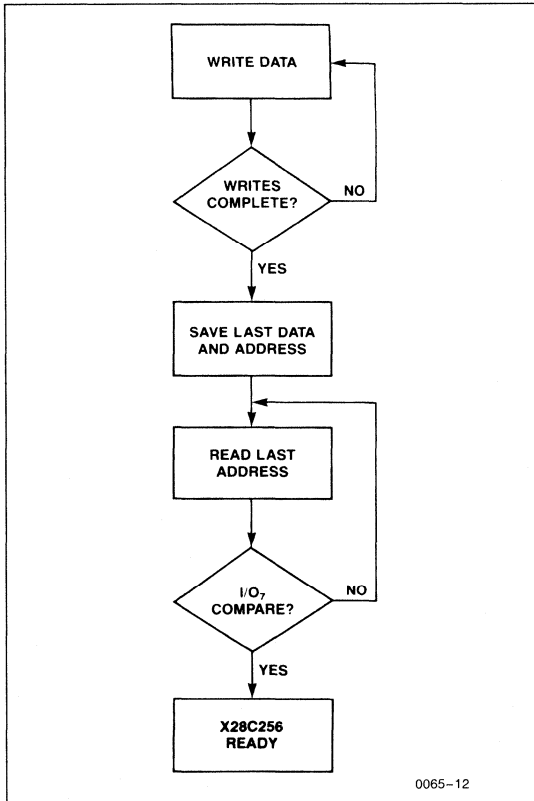 WRITE DATA
WRITES
COMPLETE?
NO
YES
SAVE LAST DATA
AND ADDRESS
READ LAST
ADDRESS
I/O₇
COMPARE?
NO
YES
X28C256
READY
0065–12